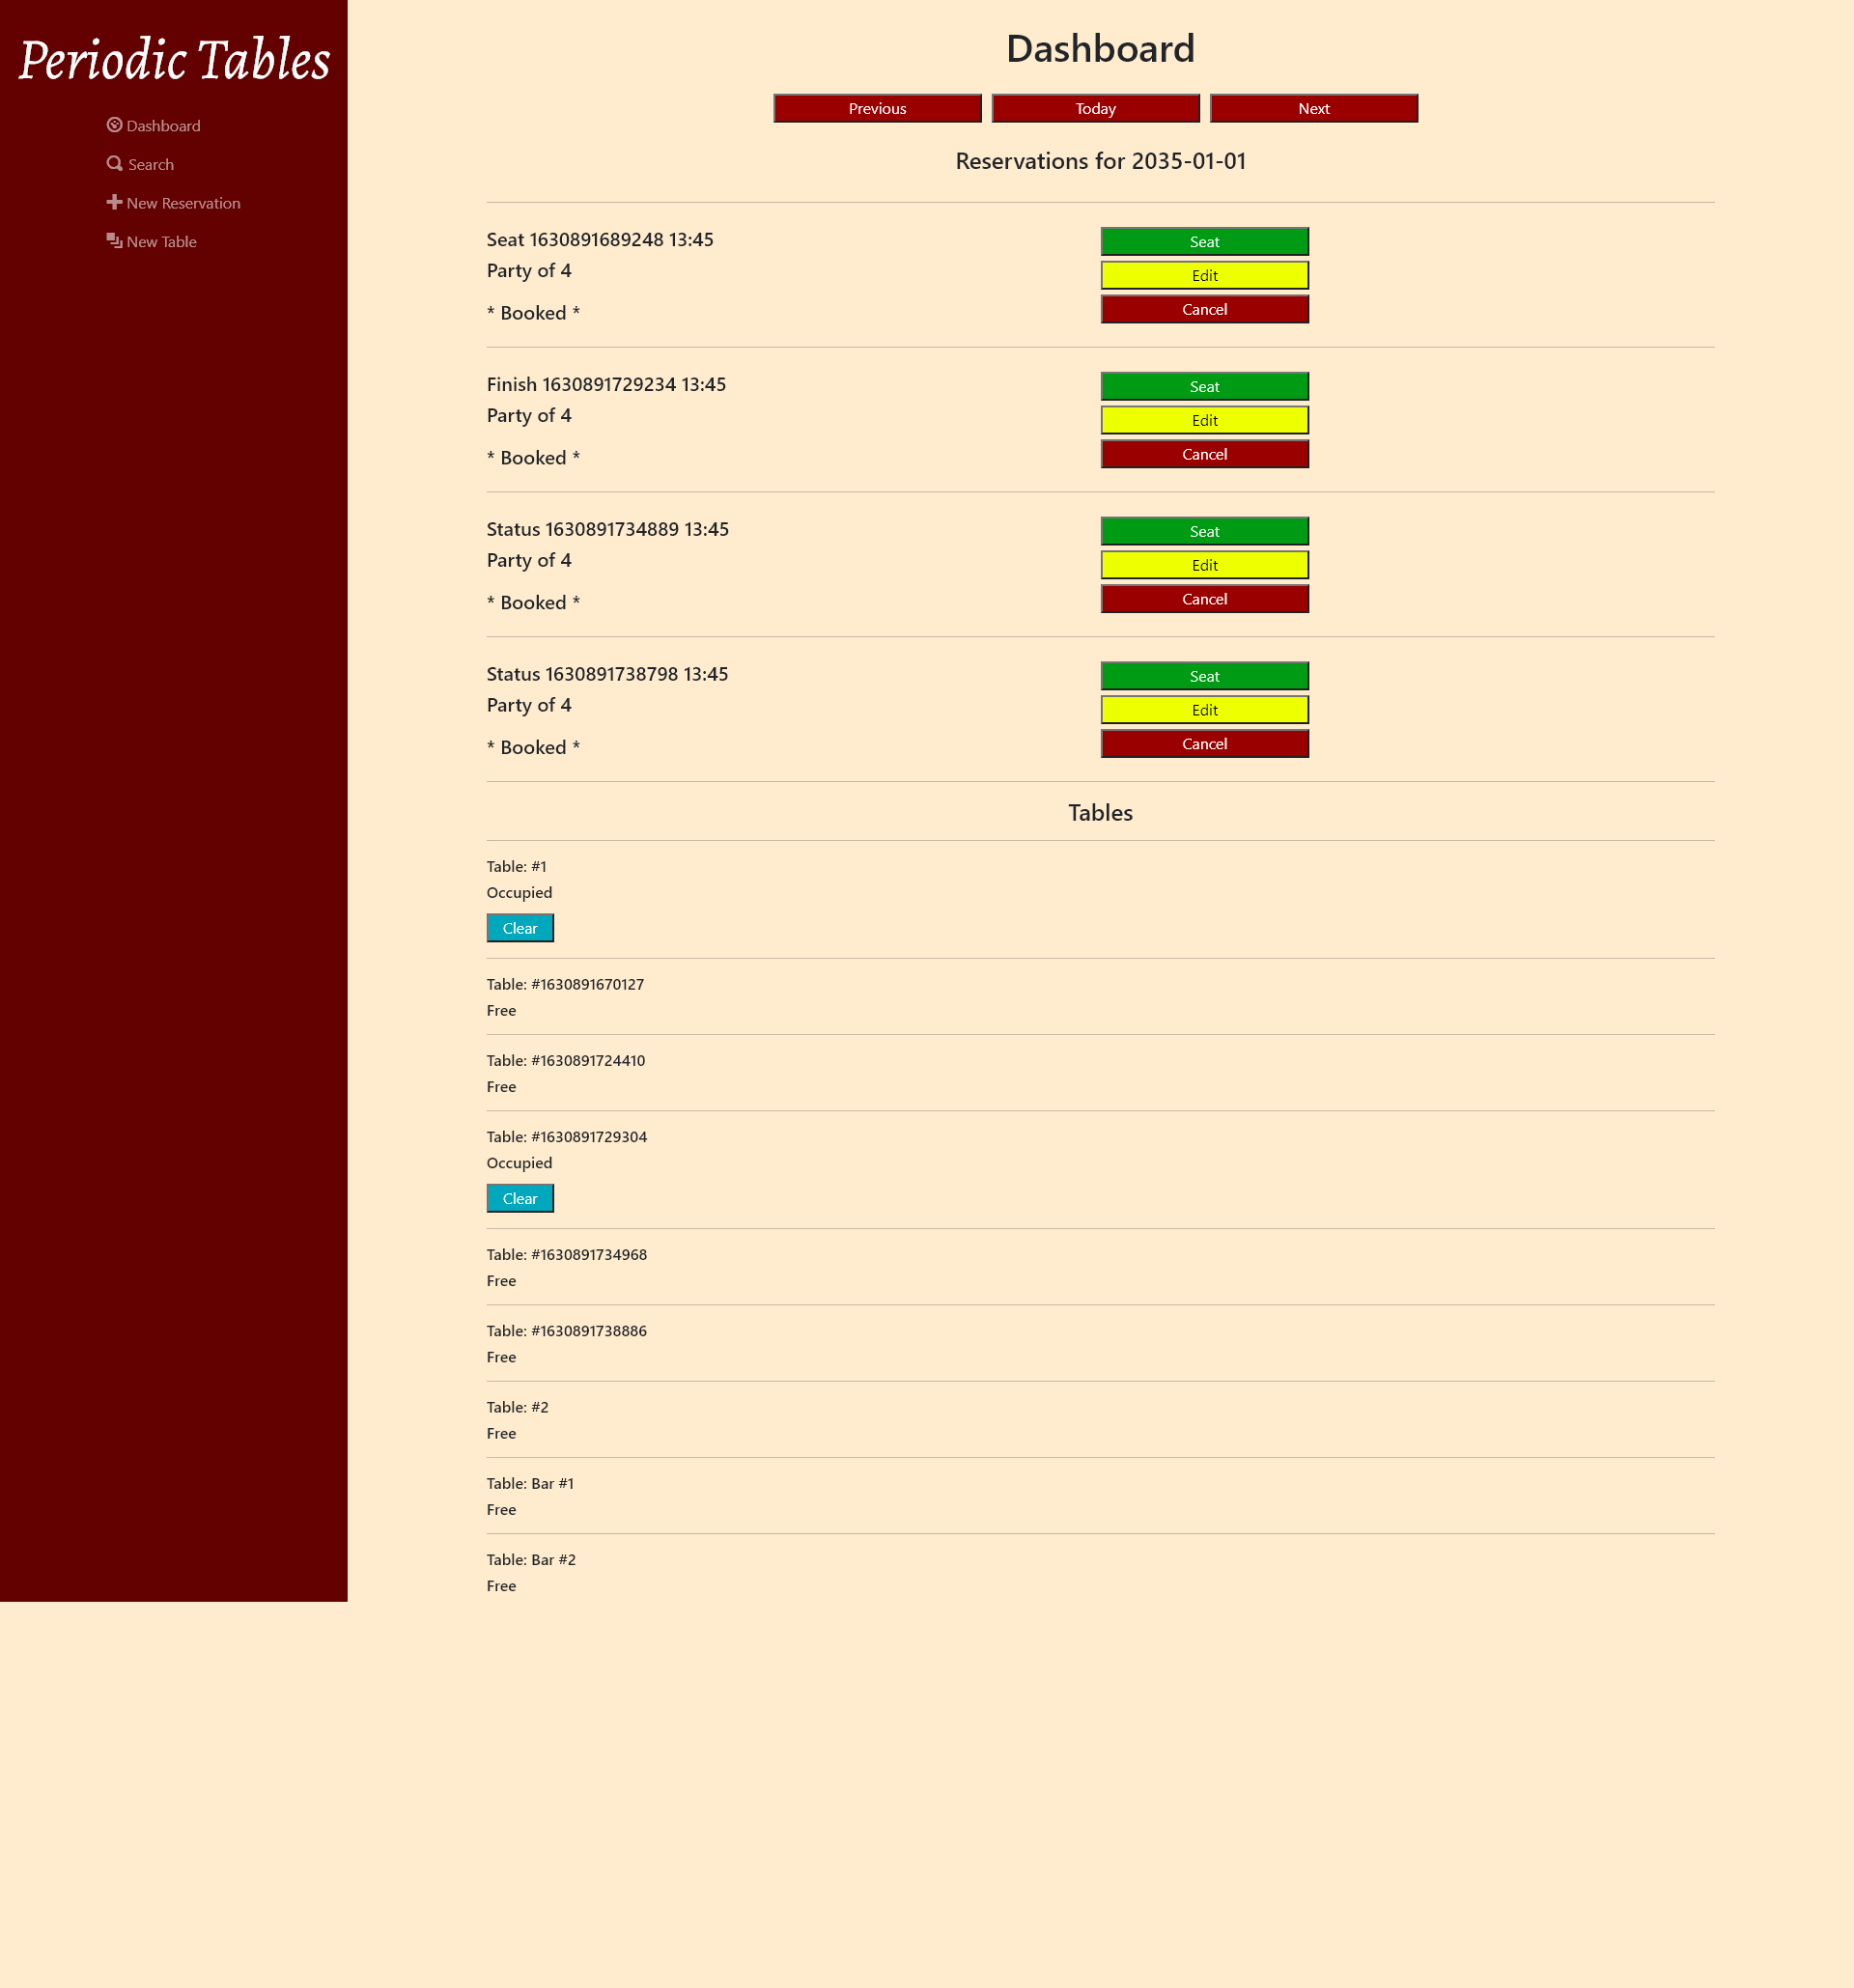 Periodic Tables
Dashboard
Search
New Reservation
New Table
Dashboard
Previous Today Next
Reservations for 2035-01-01
Seat 1630891689248 13:45
Party of 4
* Booked *
Seat
Edit
Cancel
Finish 1630891729234 13:45
Party of 4
* Booked *
Seat
Edit
Cancel
Status 1630891734889 13:45
Party of 4
* Booked *
Seat
Edit
Cancel
Status 1630891738798 13:45
Party of 4
* Booked *
Seat
Edit
Cancel
Tables
Table: #1
Occupied
Clear
Table: #1630891670127
Free
Table: #1630891724410
Free
Table: #1630891729304
Occupied
Clear
Table: #1630891734968
Free
Table: #1630891738886
Free
Table: #2
Free
Table: Bar #1
Free
Table: Bar #2
Free